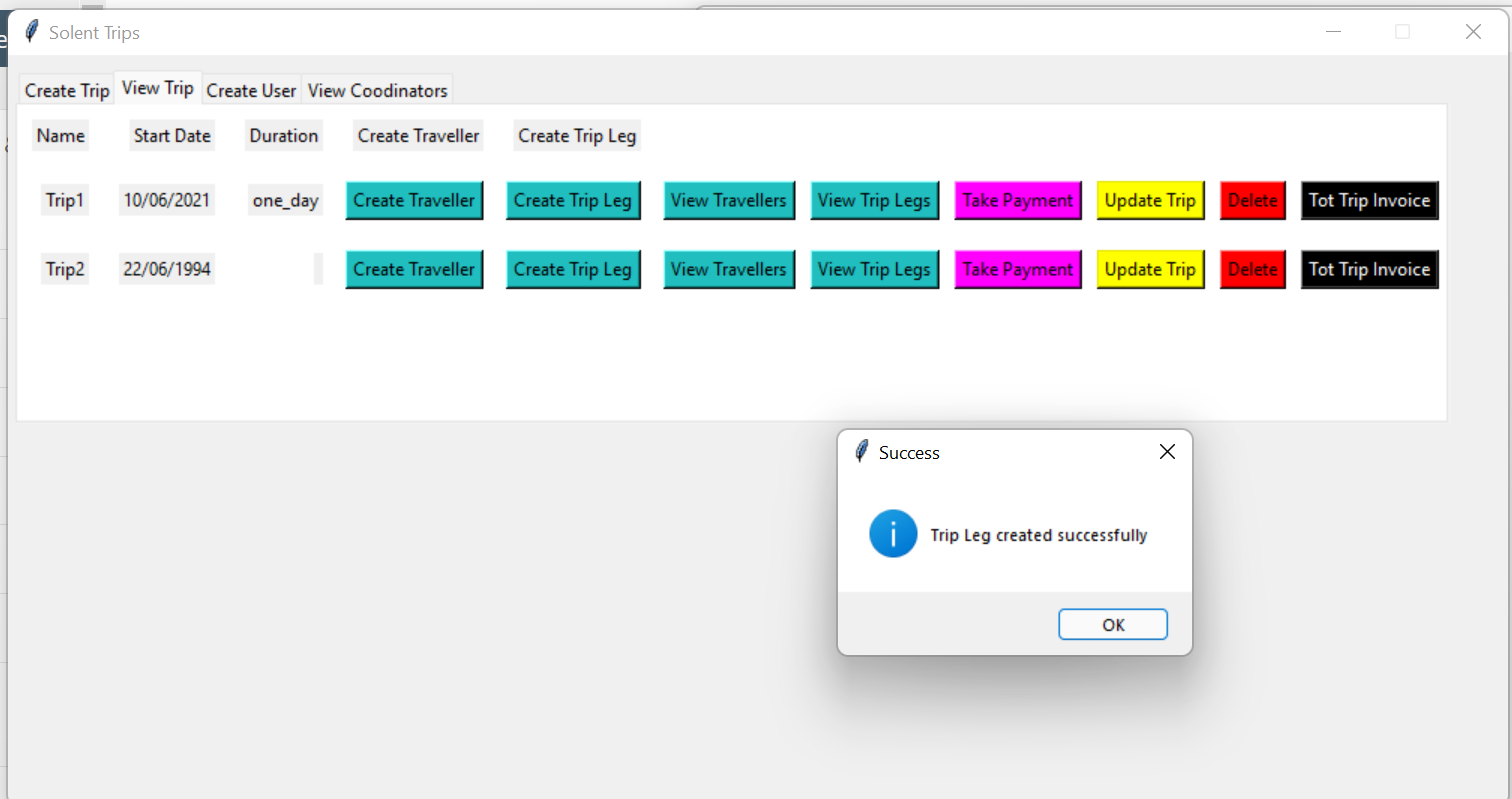 Solent Trips
Create Trip View Trip Create User View Coodinators
Name Start Date Duration Create Traveller Create Trip Leg
Trip1 10/06/2021 one_day Create Traveller Create Trip Leg View Travellers View Trip Legs Take Payment Update Trip Delete Tot Trip Invoice
Trip2 22/06/1994 Create Traveller Create Trip Leg View Travellers View Trip Legs Take Payment Update Trip Delete Tot Trip Invoice
Success
Trip Leg created successfully
OK